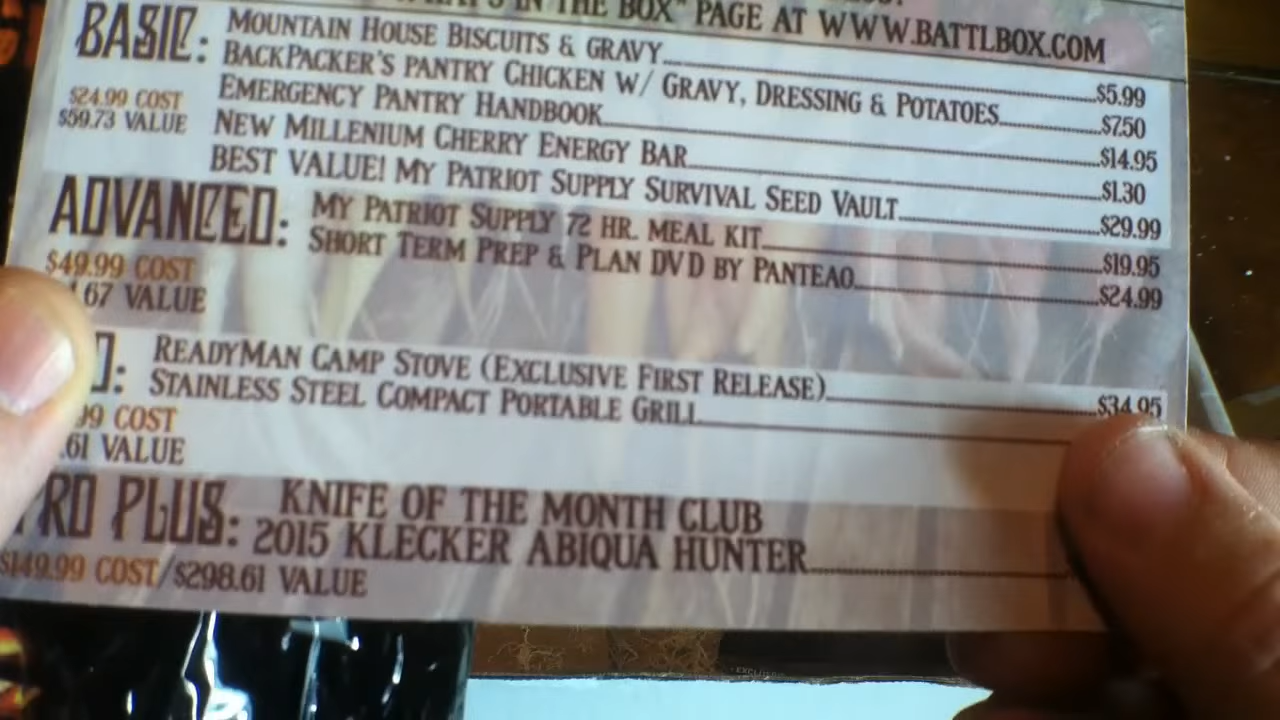 IN THE BOX" PAGE AT WWW.BATTLBOX.COM
BASIC:
$24.99 COST
$59.73 VALUE
MOUNTAIN HOUSE BISCUITS & GRAVY $5.99
BACKPACKER'S PANTRY CHICKEN W/ GRAVY, DRESSING & POTATOES $7.50
EMERGENCY PANTRY HANDBOOK $14.95
NEW MILLENIUM CHERRY ENERGY BAR $1.30
BEST VALUE! MY PATRIOT SUPPLY SURVIVAL SEED VAULT $29.99
ADVANCED:
$49.99 COST
67 VALUE
MY PATRIOT SUPPLY 72 HR. MEAL KIT $19.95
SHORT TERM PREP & PLAN DVD BY PANTEAO $24.99
READYMAN CAMP STOVE (EXCLUSIVE FIRST RELEASE) $34.95
STAINLESS STEEL COMPACT PORTABLE GRILL
99 COST
.61 VALUE
PRO PLUS: KNIFE OF THE MONTH CLUB
2015 KLECKER ABIQUA HUNTER
$149.99 COST/$298.61 VALUE